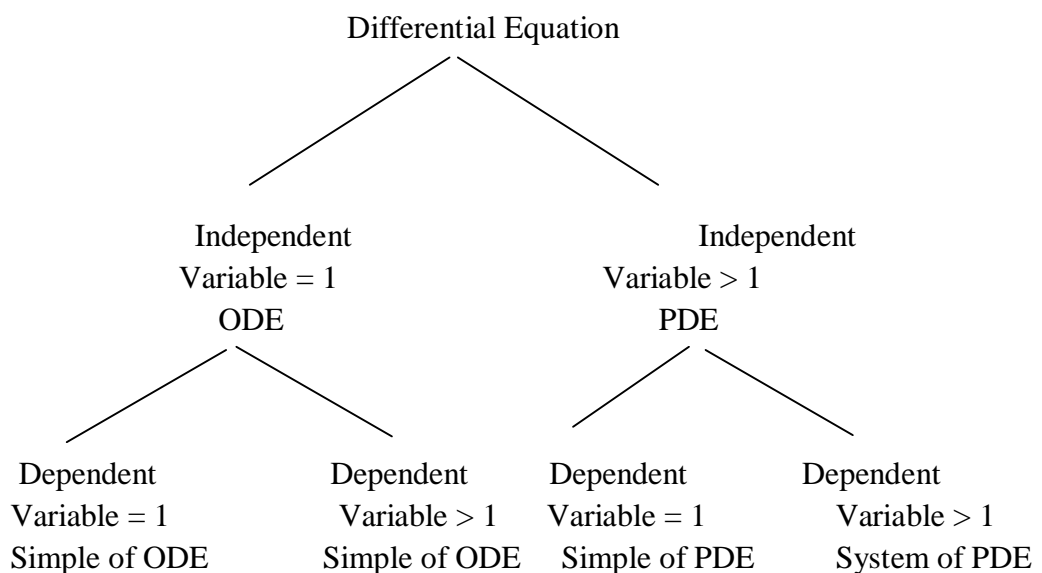 Differential Equation
Independent
Variable = 1
ODE
Independent
Variable > 1
PDE
Dependent
Variable = 1
Simple of ODE
Dependent
Variable > 1
Simple of ODE
Dependent
Variable = 1
Simple of PDE
Dependent
Variable > 1
System of PDE